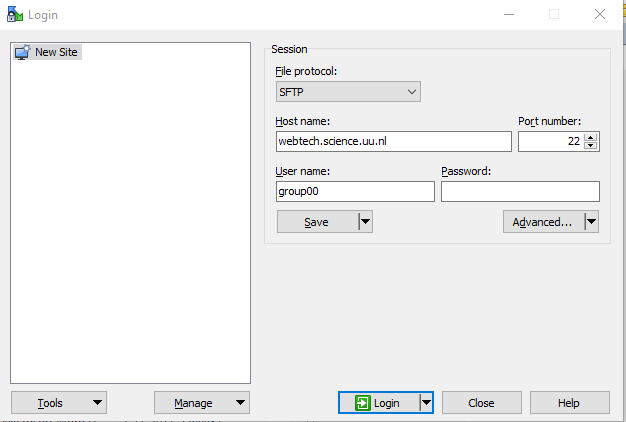 Login
New Site
Session
File protocol:
SFTP
Host name:
Port number:
webtech.science.uu.nl
22
User name:
Password:
group00
Save
Advanced...
Tools
Manage
Login
Close
Help